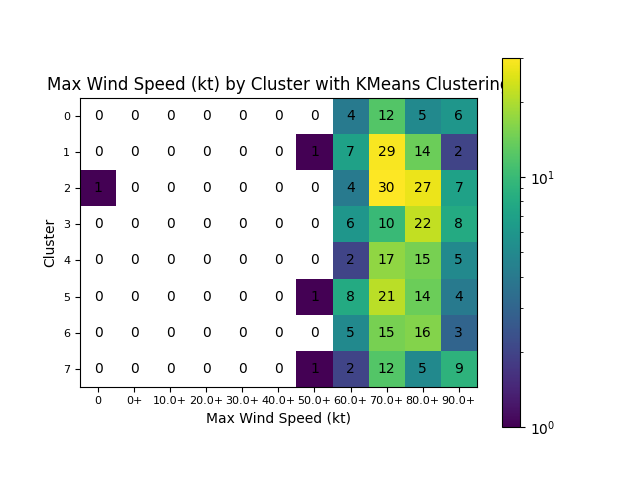 Max Wind Speed (kt) by Cluster with KMeans Clustering
0 0 0 0 0 0 0 0 4 12 5 6
1 0 0 0 0 0 0 1 7 29 14 2
2 1 0 0 0 0 0 0 4 30 27 7
3 0 0 0 0 0 0 0 6 10 22 8
4 0 0 0 0 0 0 0 2 17 15 5
5 0 0 0 0 0 0 1 8 21 14 4
6 0 0 0 0 0 0 0 5 15 16 3
7 0 0 0 0 0 0 1 2 12 5 9
0 0+ 10.0+ 20.0+ 30.0+ 40.0+ 50.0+ 60.0+ 70.0+ 80.0+ 90.0+
Max Wind Speed (kt)
Cluster
10¹
10⁰